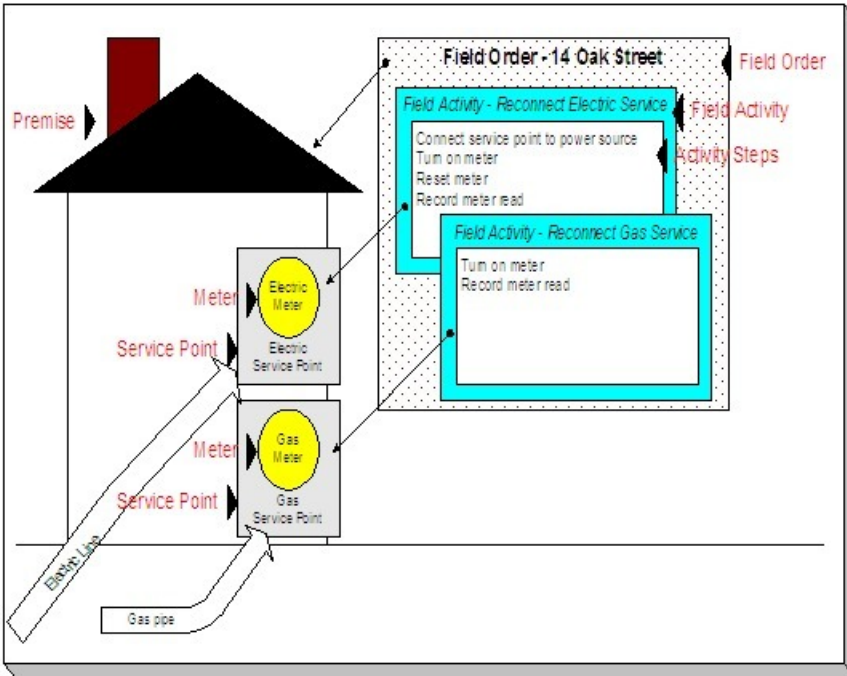 Field Order - 14 Oak Street
Field Order
Field Activity - Reconnect Electric Service
Field Activity
Premise
Connect service point to power source
Turn on meter
Reset meter
Record meter read
Activity Steps
Field Activity - Reconnect Gas Service
Turn on meter
Record meter read
Meter
Electric
Meter
Service Point
Electric
Service Point
Meter
Gas
Meter
Service Point
Gas
Service Point
Electric Line
Gas pipe